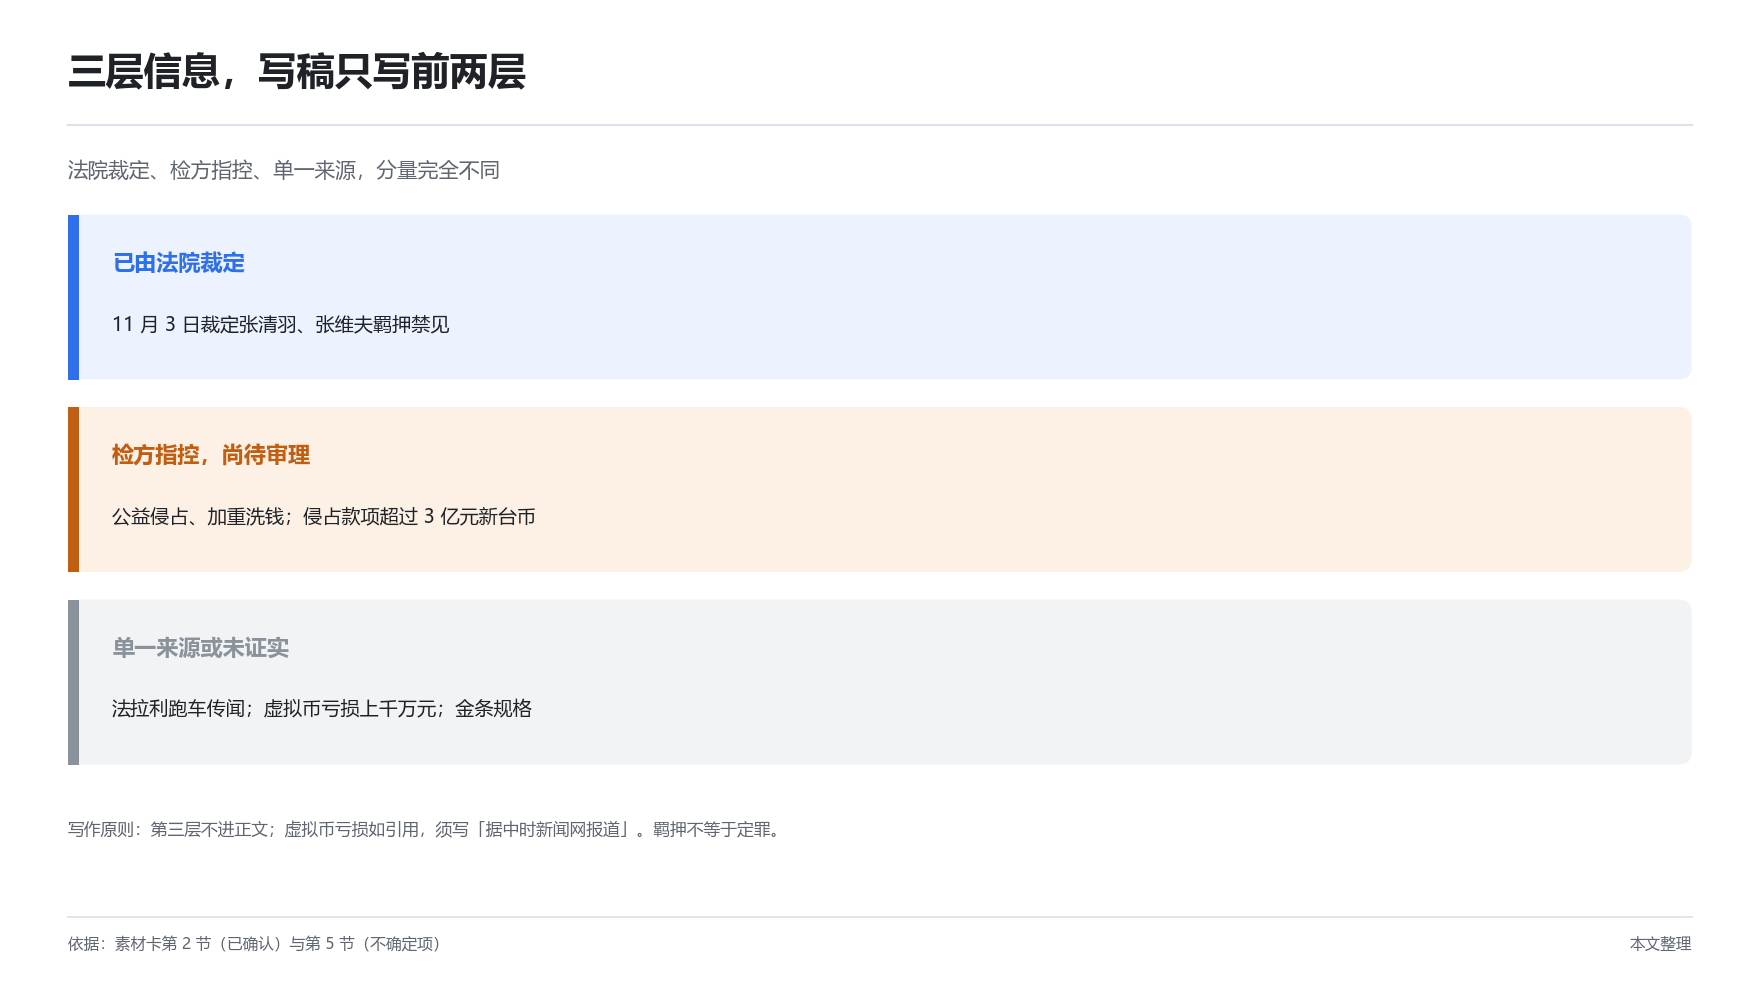 三层信息，写稿只写前两层
法院裁定、检方指控、单一来源，分量完全不同
已由法院裁定
11 月 3 日裁定张清羽、张维夫羁押禁见
检方指控，尚待审理
公益侵占、加重洗钱；侵占款项超过 3 亿元新台币
单一来源或未证实
法拉利跑车传闻；虚拟币亏损上千万元；金条规格
写作原则：第三层不进正文；虚拟币亏损如引用，须写「据中时新闻网报道」。羁押不等于定罪。
依据：素材卡第 2 节（已确认）与第 5 节（不确定项）
本文整理